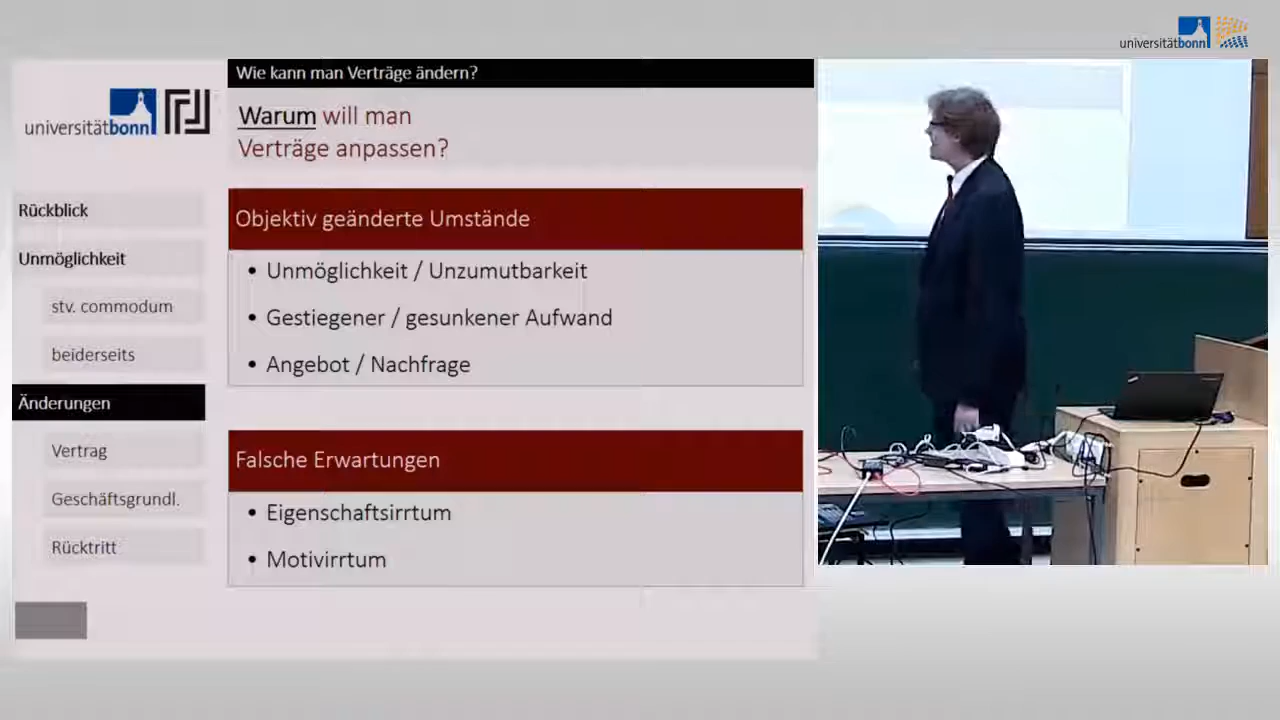 universitätbonn
universitätbonn
Rückblick
Unmöglichkeit
stv. commodum
beiderseits
Änderungen
Vertrag
Geschäftsgrundl.
Rücktritt
Wie kann man Verträge ändern?
Warum will man
Verträge anpassen?
Objektiv geänderte Umstände
• Unmöglichkeit / Unzumutbarkeit
• Gestiegener / gesunkener Aufwand
• Angebot / Nachfrage
Falsche Erwartungen
• Eigenschaftsirrtum
• Motivirrtum